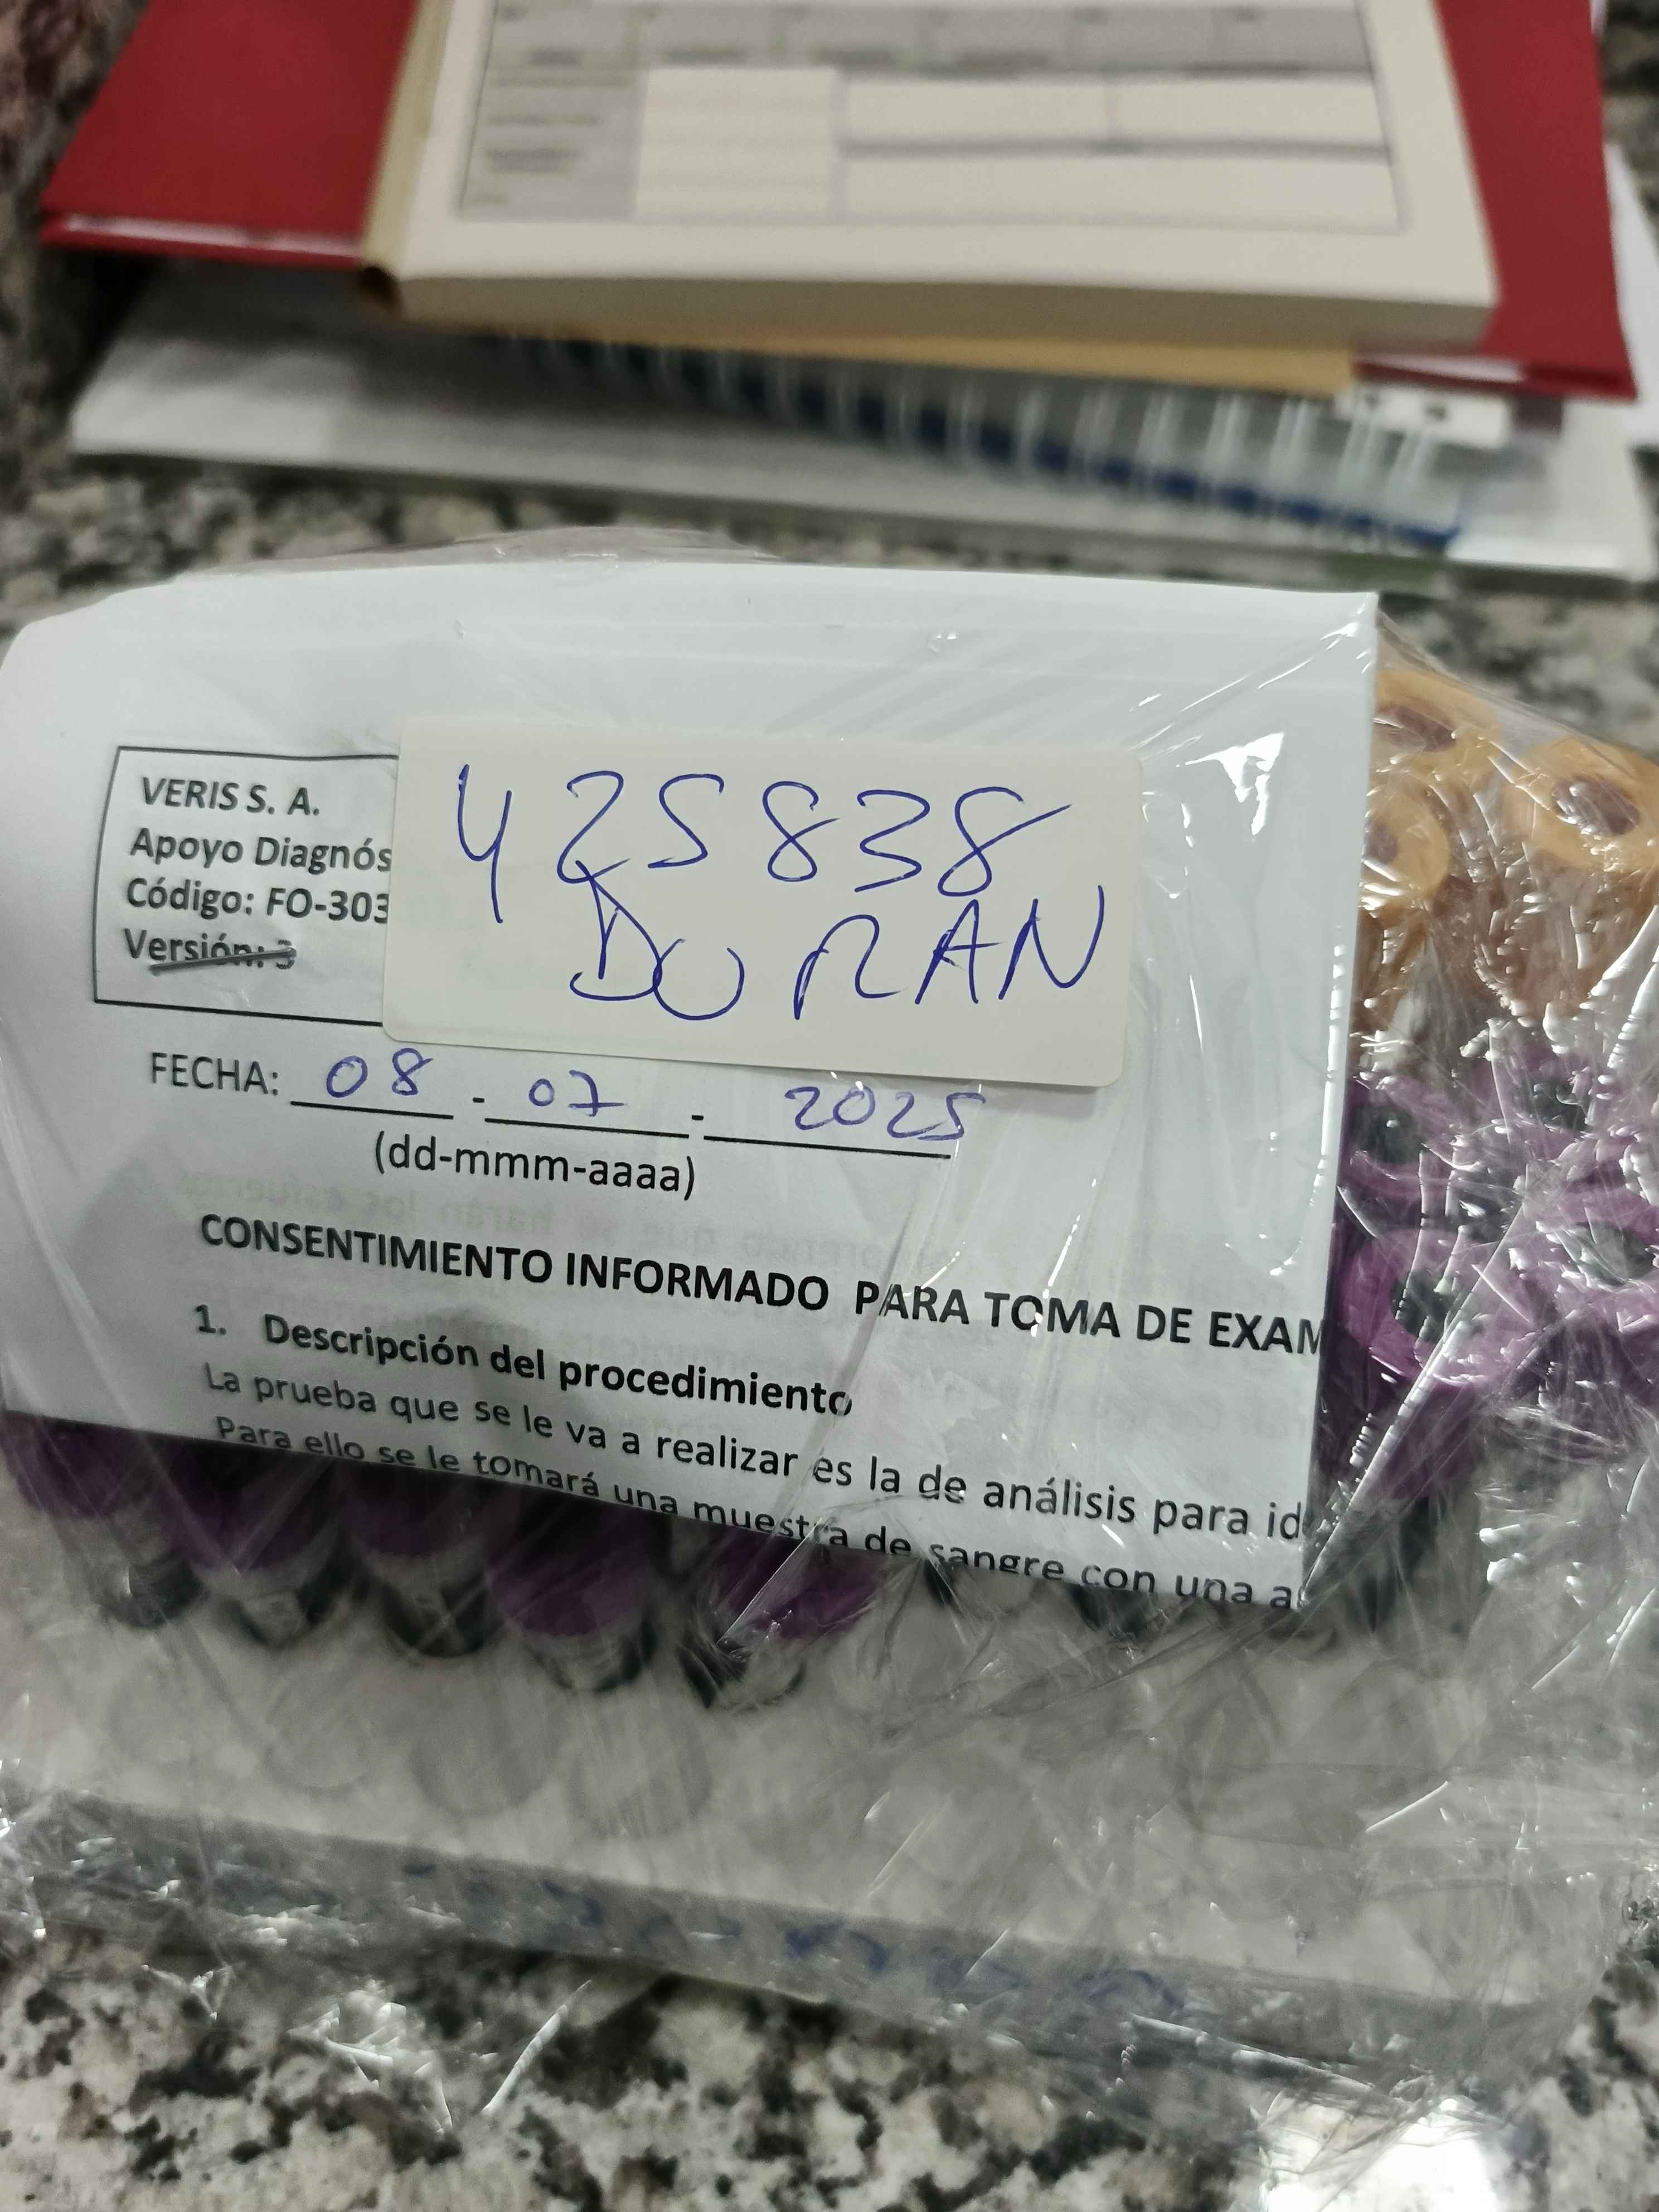 VERIS S. A.
Apoyo Diagnós
Código: FO-303
Versión: 3
425838
DURAN
FECHA: 08 - 07 - 2025
(dd-mmm-aaaa)
CONSENTIMIENTO INFORMADO PARA TOMA DE EXAM
1. Descripción del procedimiento
La prueba que se le va a realizar es la de análisis para id
Para ello se le tomará una muestra de sangre con una a